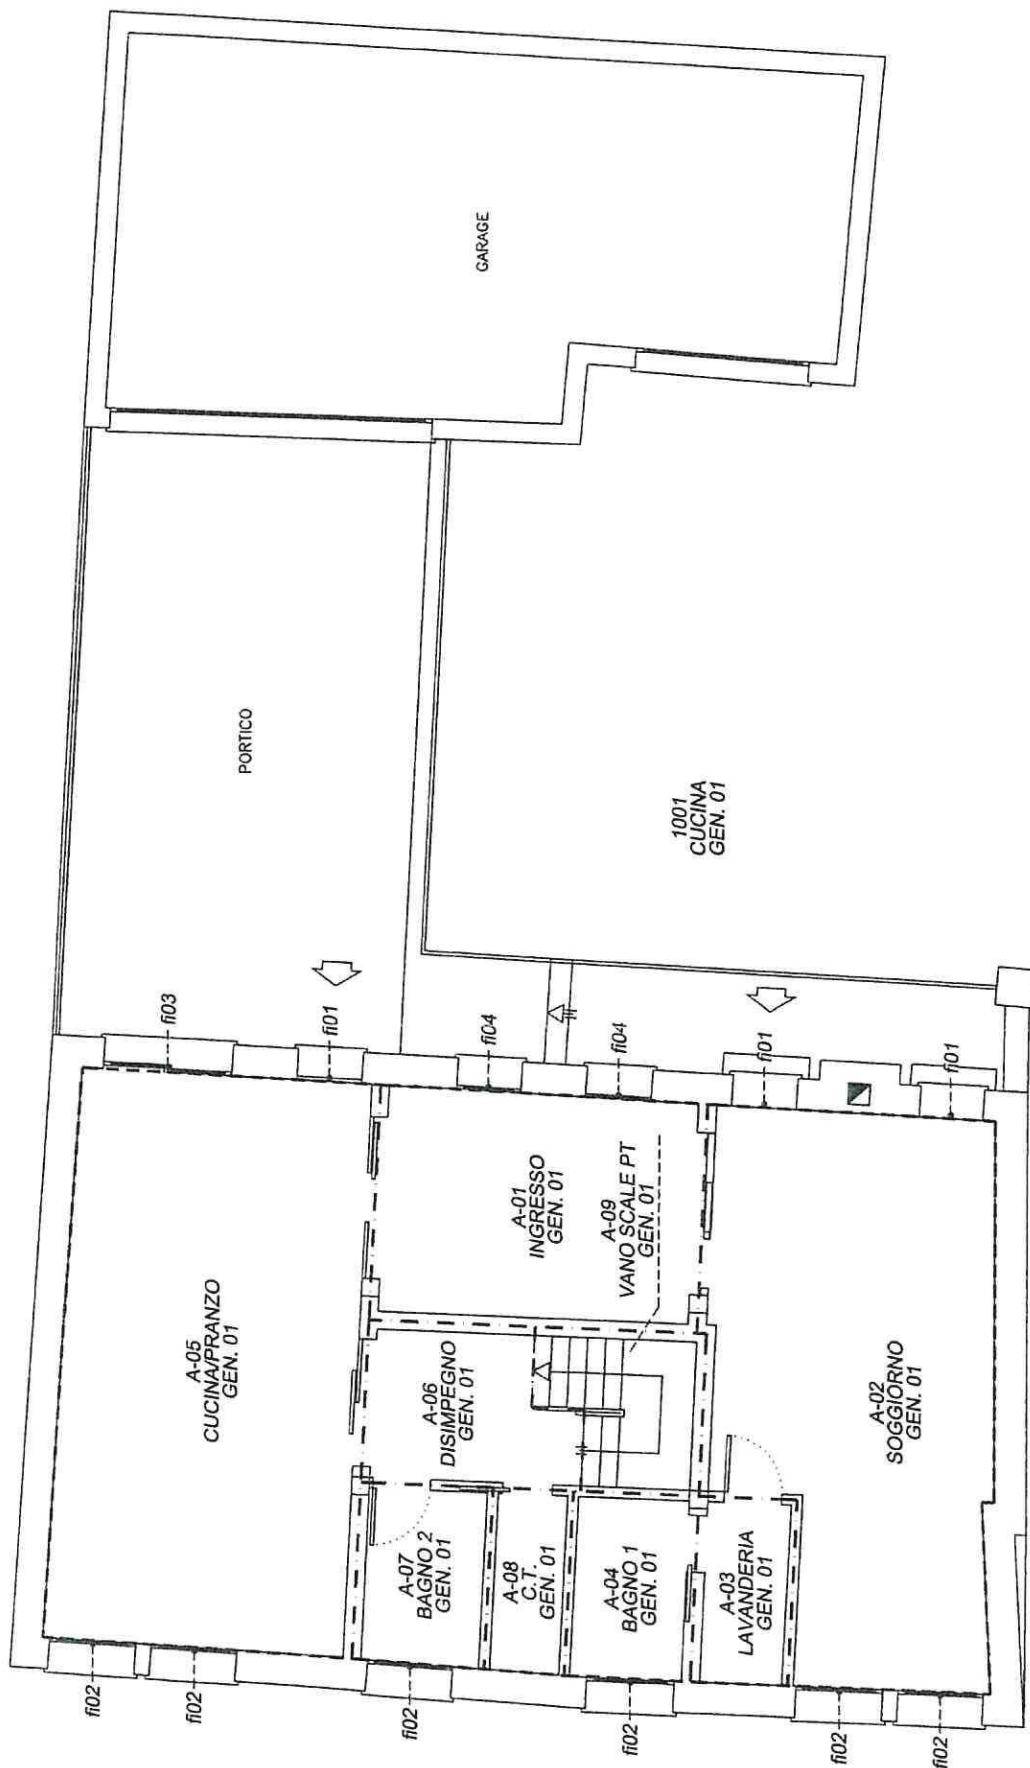 GARAGE
PORTICO
1001
CUCINA
GEN. 01
fi03
fi01
fi04
fi04
fi01
fi01
A-05
CUCINA/PRANZO
GEN. 01
A-01
INGRESSO
GEN. 01
A-09
VANO SCALE PT
GEN. 01
A-06
DISIMPEGNO
GEN. 01
A-02
SOGGIORNO
GEN. 01
A-07
BAGNO 2
GEN. 01
A-08
C.T.
GEN. 01
A-04
BAGNO 1
GEN. 01
A-03
LAVANDERIA
GEN. 01
fi02
fi02
fi02
fi02
fi02
fi02